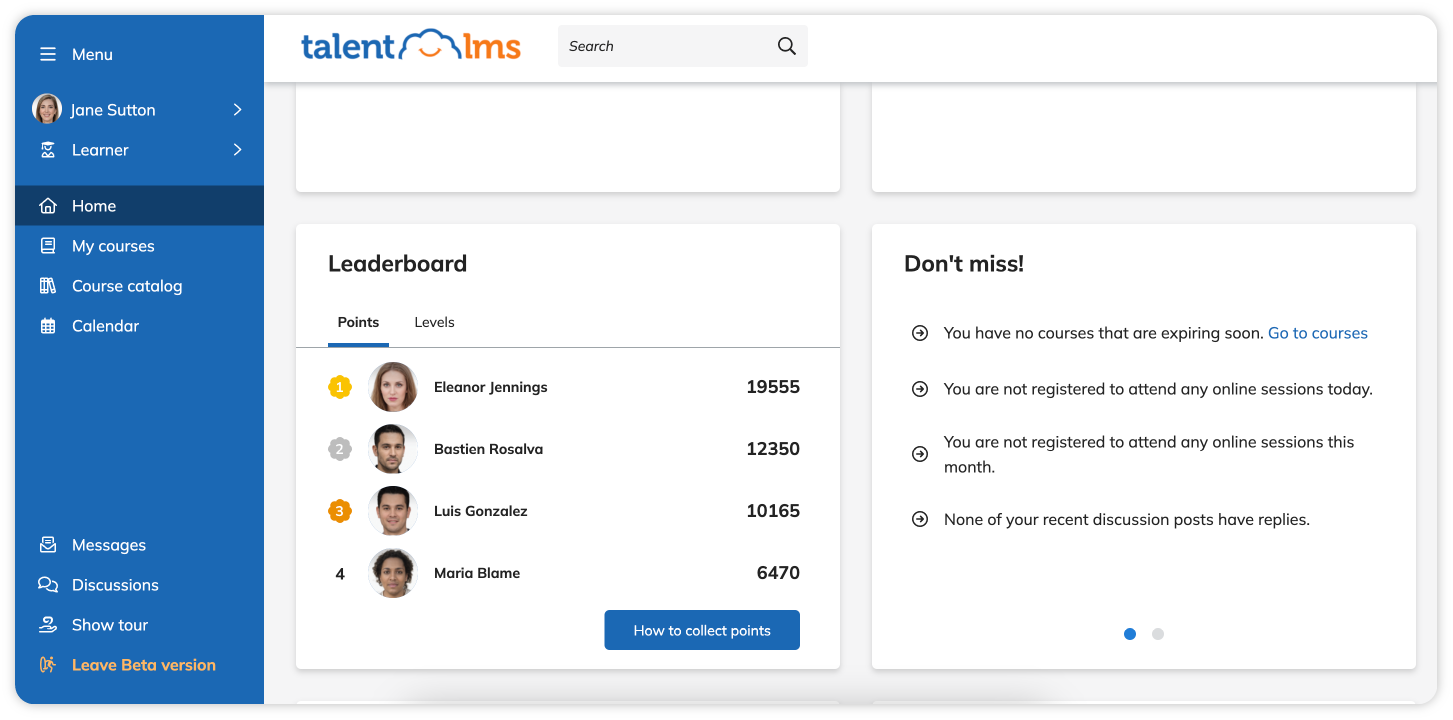 Menu
Jane Sutton
Learner
Home
My courses
Course catalog
Calendar
Messages
Discussions
Show tour
Leave Beta version
talent lms
Search
Leaderboard
Points Levels
1 Eleanor Jennings 19555
2 Bastien Rosalva 12350
3 Luis Gonzalez 10165
4 Maria Blame 6470
How to collect points
Don't miss!
You have no courses that are expiring soon. Go to courses
You are not registered to attend any online sessions today.
You are not registered to attend any online sessions this
month.
None of your recent discussion posts have replies.